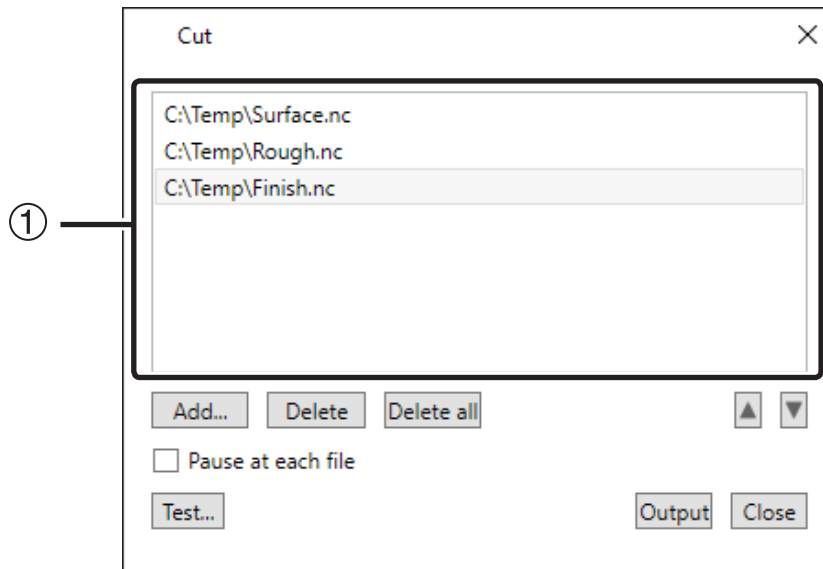 Cut
C:\Temp\Surface.nc
C:\Temp\Rough.nc
C:\Temp\Finish.nc
①
Add... Delete Delete all ▲ ▼
Pause at each file
Test... Output Close